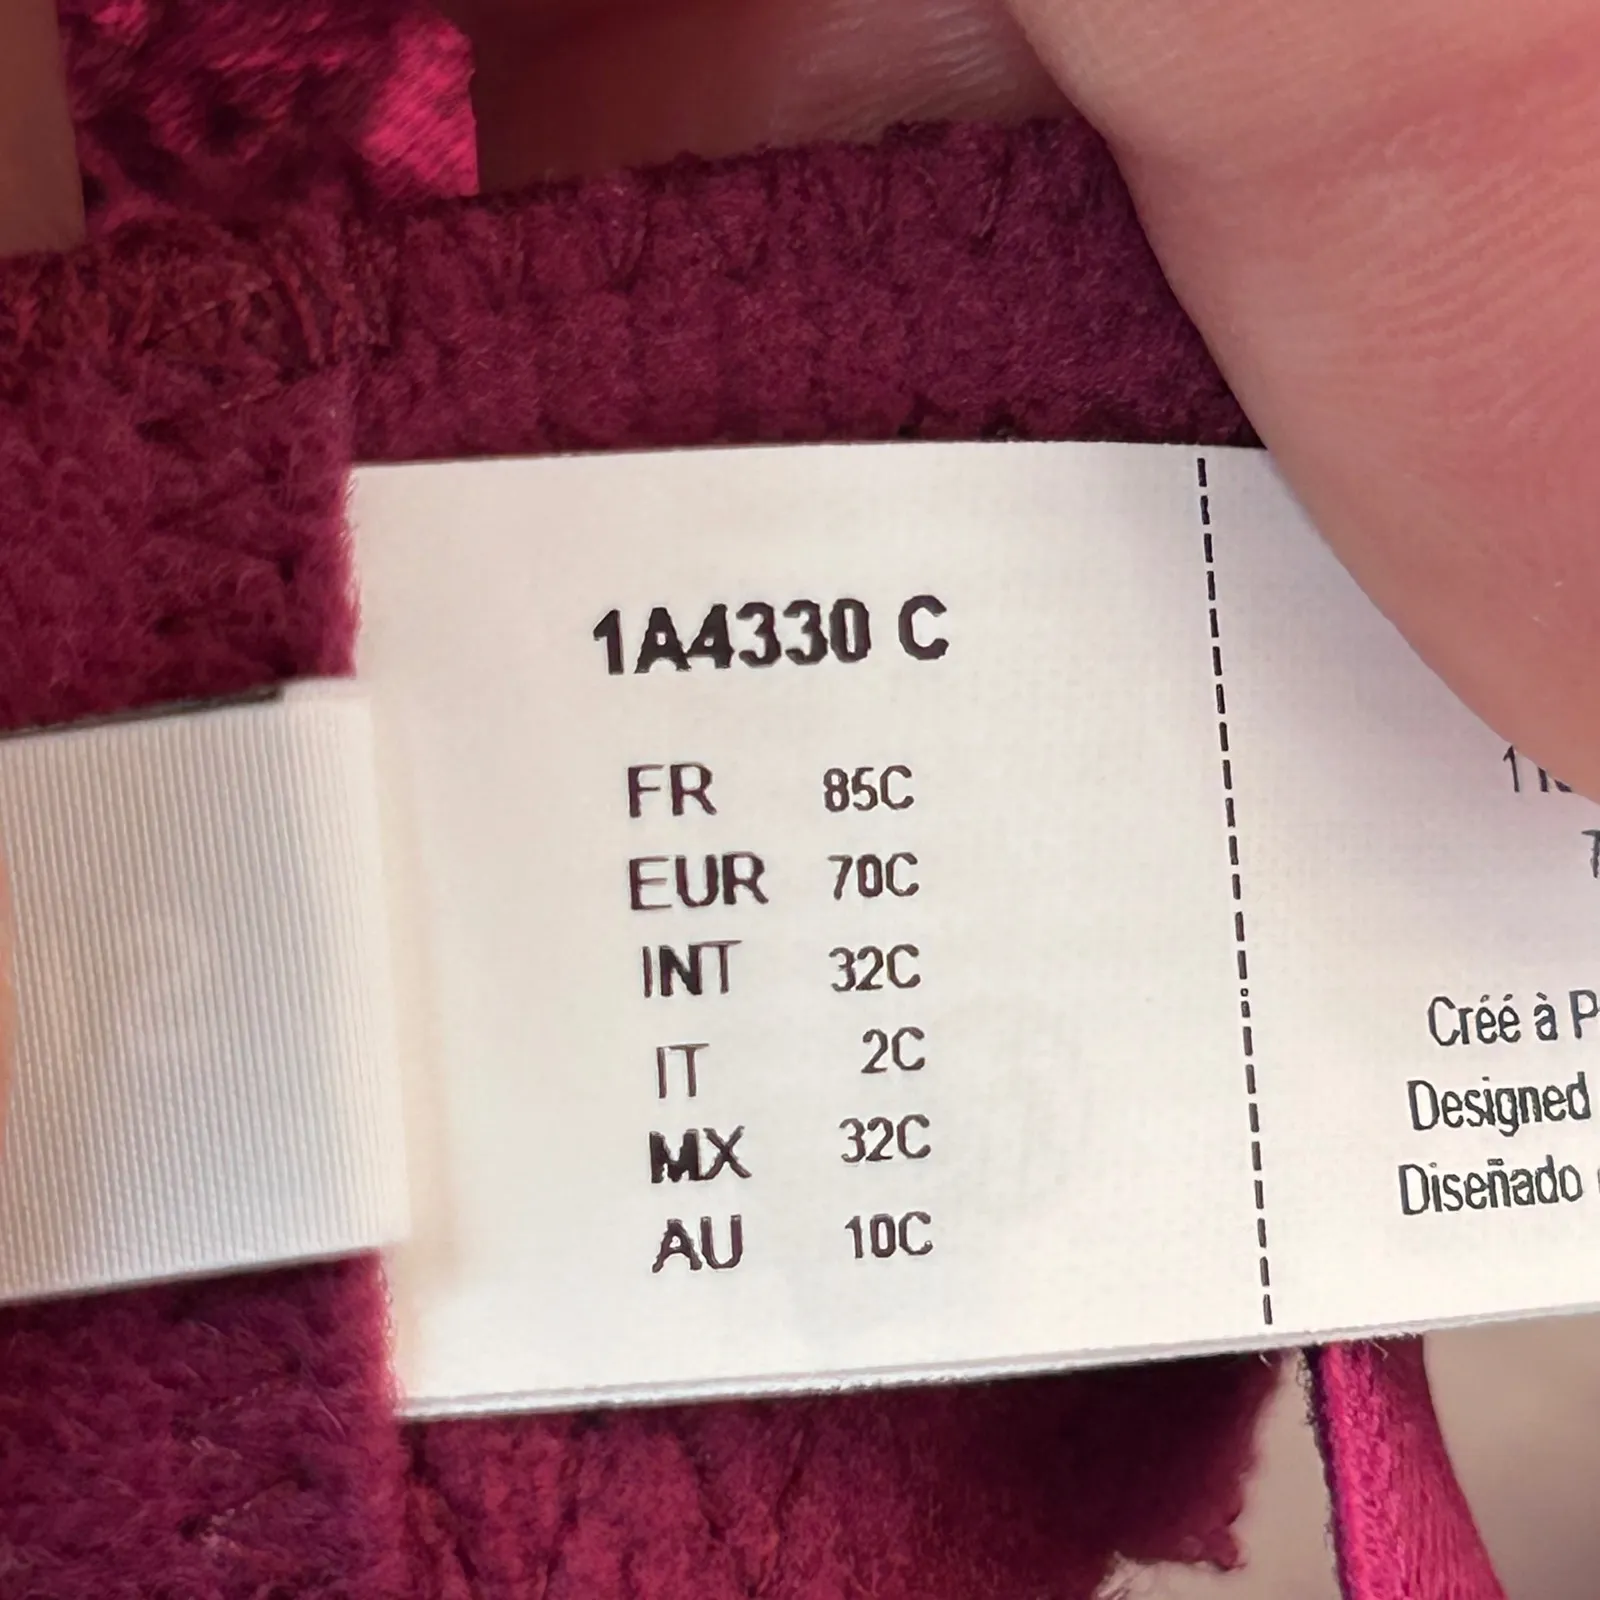 1A4330 C
FR 85C
EUR 70C
INT 32C
IT 2C
MX 32C
AU 10C
Créé à
Designed
Diseñado